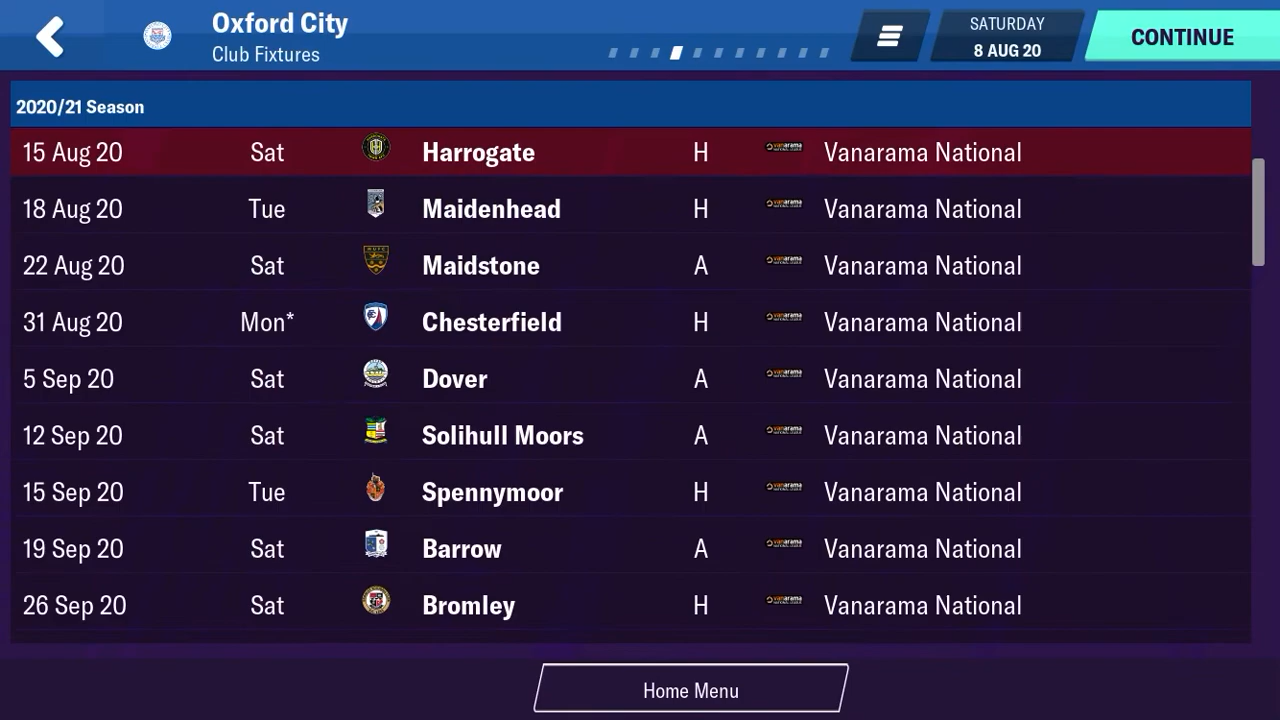 Oxford City
Club Fixtures
SATURDAY
8 AUG 20
CONTINUE
2020/21 Season
15 Aug 20 Sat Harrogate H Vanarama National
18 Aug 20 Tue Maidenhead H Vanarama National
22 Aug 20 Sat Maidstone A Vanarama National
31 Aug 20 Mon* Chesterfield H Vanarama National
5 Sep 20 Sat Dover A Vanarama National
12 Sep 20 Sat Solihull Moors A Vanarama National
15 Sep 20 Tue Spennymoor H Vanarama National
19 Sep 20 Sat Barrow A Vanarama National
26 Sep 20 Sat Bromley H Vanarama National
Home Menu